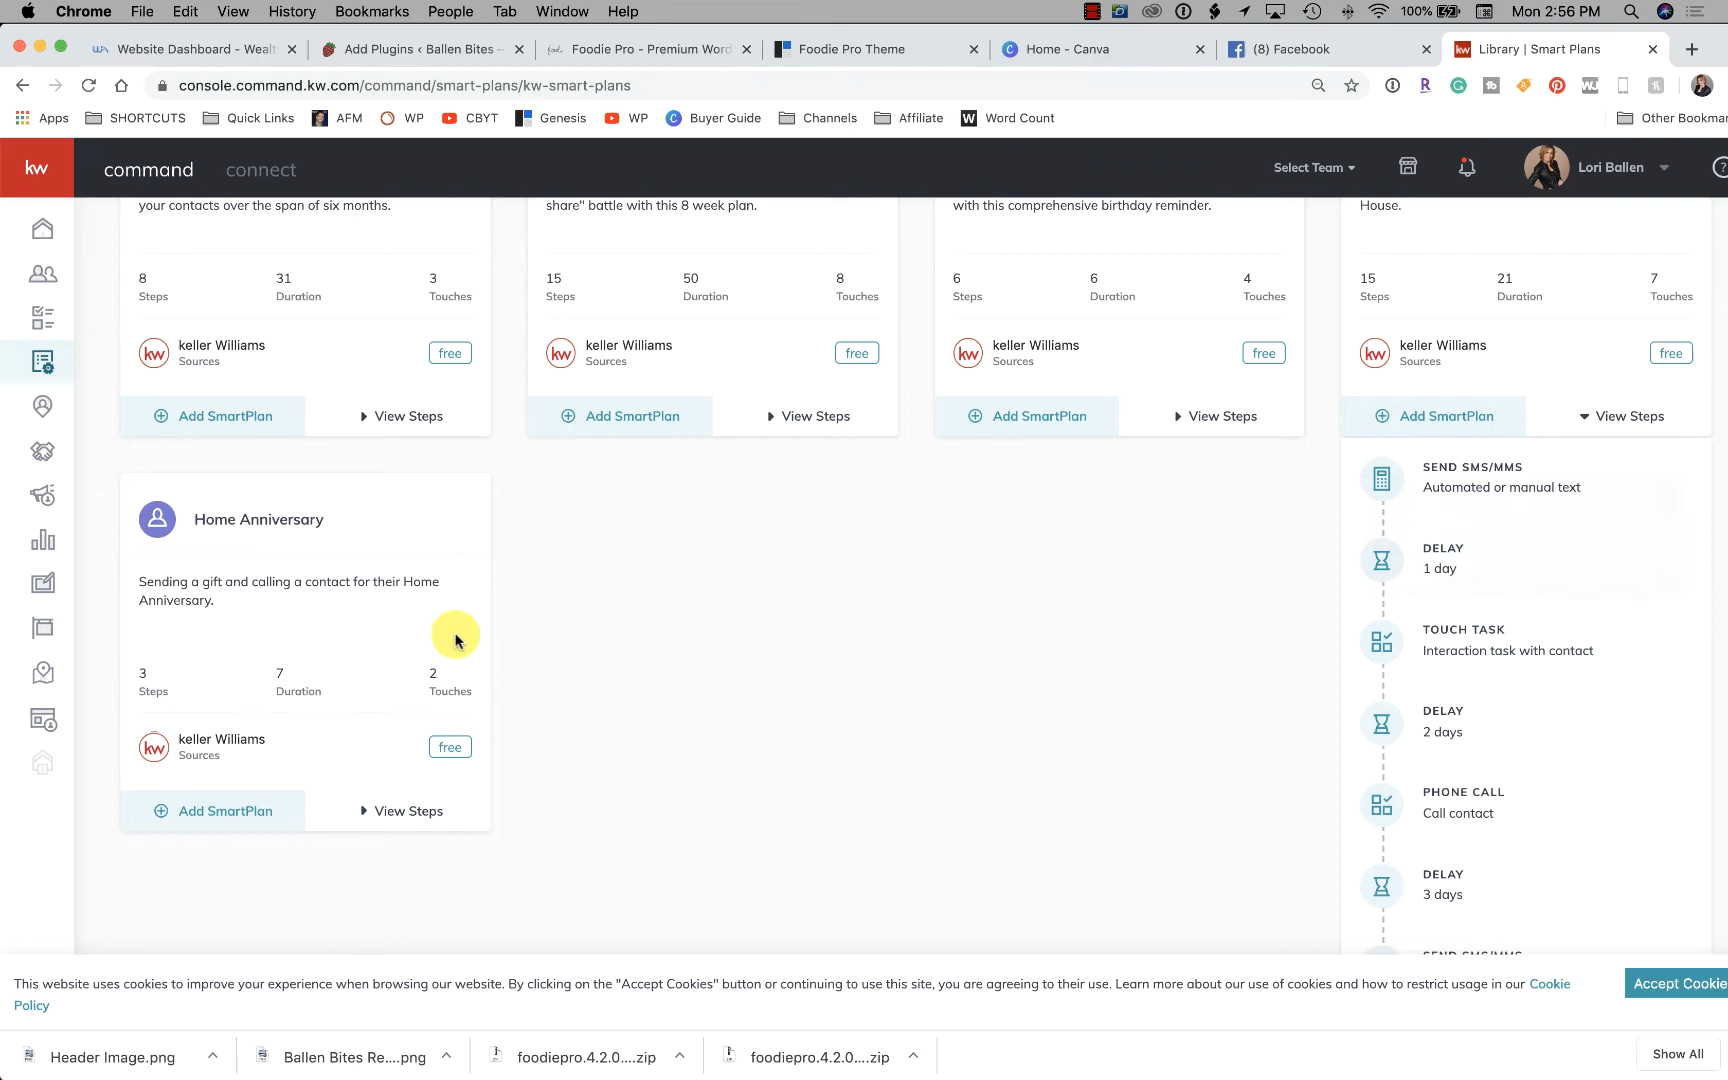 Chrome File Edit View History Bookmarks People Tab Window Help 100% Mon 2:56 PM
Website Dashboard - Wealt Add Plugins ‹ Ballen Bites — Foodie Pro - Premium Word Foodie Pro Theme Home - Canva (8) Facebook Library | Smart Plans
console.command.kw.com/command/smart-plans/kw-smart-plans
Apps SHORTCUTS Quick Links AFM WP CBYT Genesis WP Buyer Guide Channels Affiliate Word Count Other Bookmar
kw command connect Select Team Lori Ballen
your contacts over the span of six months. share" battle with this 8 week plan. with this comprehensive birthday reminder. House.
8 31 3 15 50 8 6 6 4 15 21 7
Steps Duration Touches Steps Duration Touches Steps Duration Touches Steps Duration Touches
kw keller Williams free kw keller Williams free kw keller Williams free kw keller Williams free
Sources Sources Sources Sources
Add SmartPlan View Steps Add SmartPlan View Steps Add SmartPlan View Steps Add SmartPlan View Steps
SEND SMS/MMS
Automated or manual text
DELAY
1 day
TOUCH TASK
Interaction task with contact
DELAY
2 days
PHONE CALL
Call contact
DELAY
3 days
SEND SMS/MMS
Home Anniversary
Sending a gift and calling a contact for their Home
Anniversary.
3 7 2
Steps Duration Touches
kw keller Williams free
Sources
Add SmartPlan View Steps
This website uses cookies to improve your experience when browsing our website. By clicking on the "Accept Cookies" button or continuing to use this site, you are agreeing to their use. Learn more about our use of cookies and how to restrict usage in our Cookie
Policy
Accept Cookie
Header Image.png Ballen Bites Re....png foodiepro.4.2.0....zip foodiepro.4.2.0....zip Show All